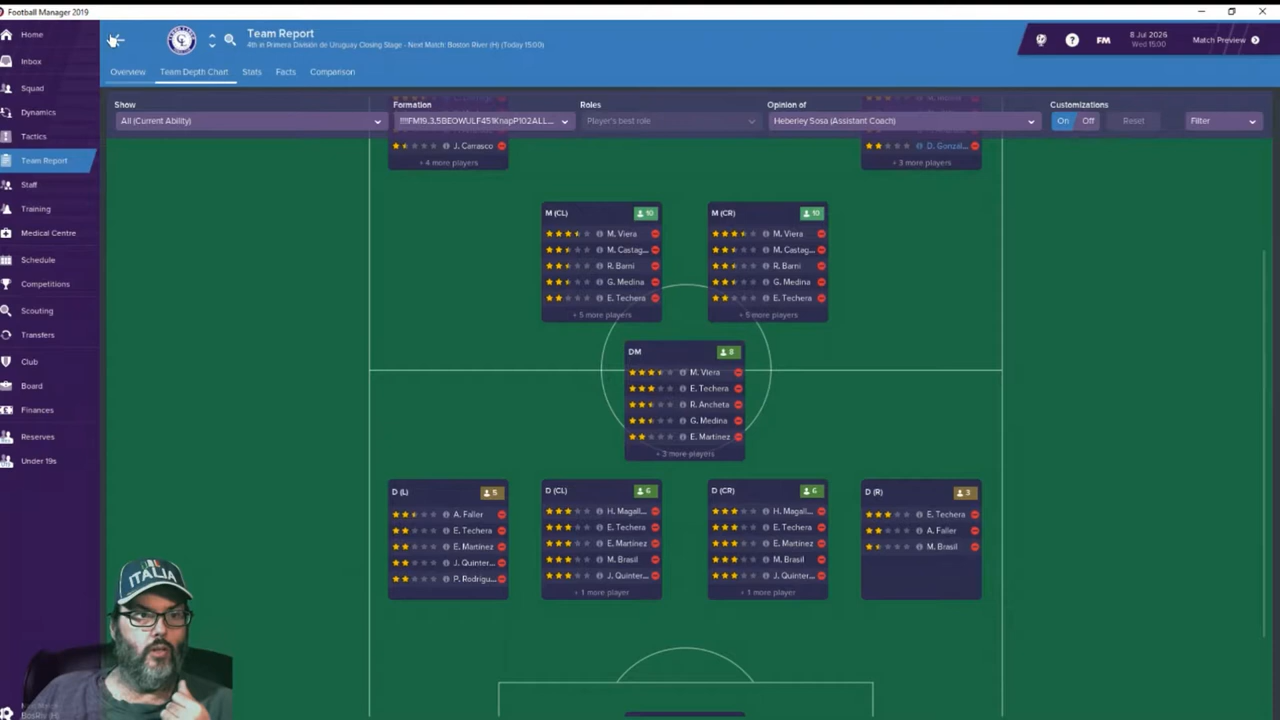 Football Manager 2019
Home
Inbox
Squad
Dynamics
Tactics
Team Report
Staff
Training
Medical Centre
Schedule
Competitions
Scouting
Transfers
Club
Board
Finances
Reserves
Under 19s
Team Report
4th in Primera División de Uruguay Closing Stage - Next Match: Boston River (H) (Today 15:00)
FM
8 Jul 2026
Wed 15:00
Match Preview
Overview
Team Depth Chart
Stats
Facts
Comparison
Show
All (Current Ability)
Formation
!!!!FM19.3.5BEOWULF451KnapP102ALL...
Roles
Player's best role
Opinion of
Heberley Sosa (Assistant Coach)
Customizations
On Off
Reset
Filter
J. Carrasco
+ 4 more players
D. Gonzal...
+ 3 more players
M (CL) 10
M. Viera
M. Castag...
R. Barni
G. Medina
E. Techera
+ 5 more players
M (CR) 10
M. Viera
M. Castag...
R. Barni
G. Medina
E. Techera
+ 5 more players
DM 8
M. Viera
E. Techera
R. Ancheta
G. Medina
E. Martinez
+ 3 more players
D (L) 5
A. Faller
E. Techera
E. Martinez
J. Quinter...
P. Rodrigu...
D (CL) 6
H. Magall...
E. Techera
E. Martinez
M. Brasil
J. Quinter...
+ 1 more player
D (CR) 6
H. Magall...
E. Techera
E. Martinez
M. Brasil
J. Quinter...
+ 1 more player
D (R) 3
E. Techera
A. Faller
M. Brasil
ITALIA